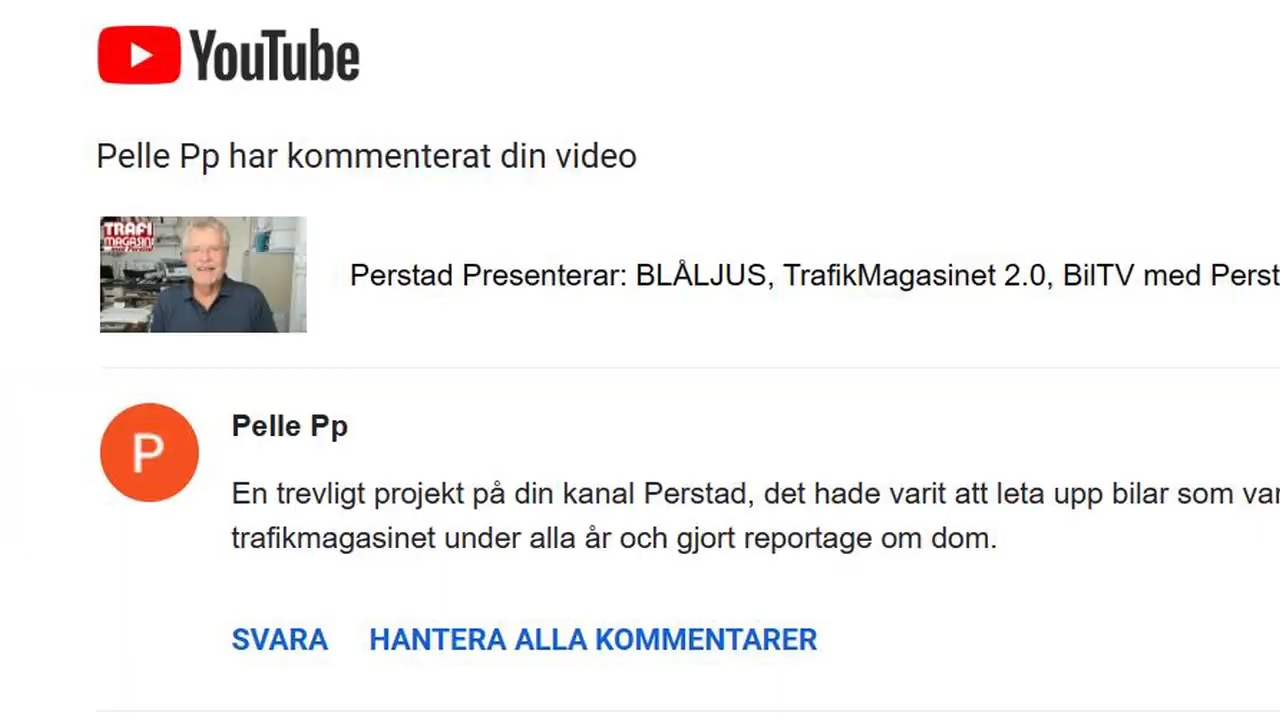 YouTube
Pelle Pp har kommenterat din video
TRAFI
MAGASIN
Perstad Presenterar: BLÅLJUS, TrafikMagasinet 2.0, BilTV med Perst
P
Pelle Pp
En trevligt projekt på din kanal Perstad, det hade varit att leta upp bilar som var
trafikmagasinet under alla år och gjort reportage om dom.
SVARA HANTERA ALLA KOMMENTARER